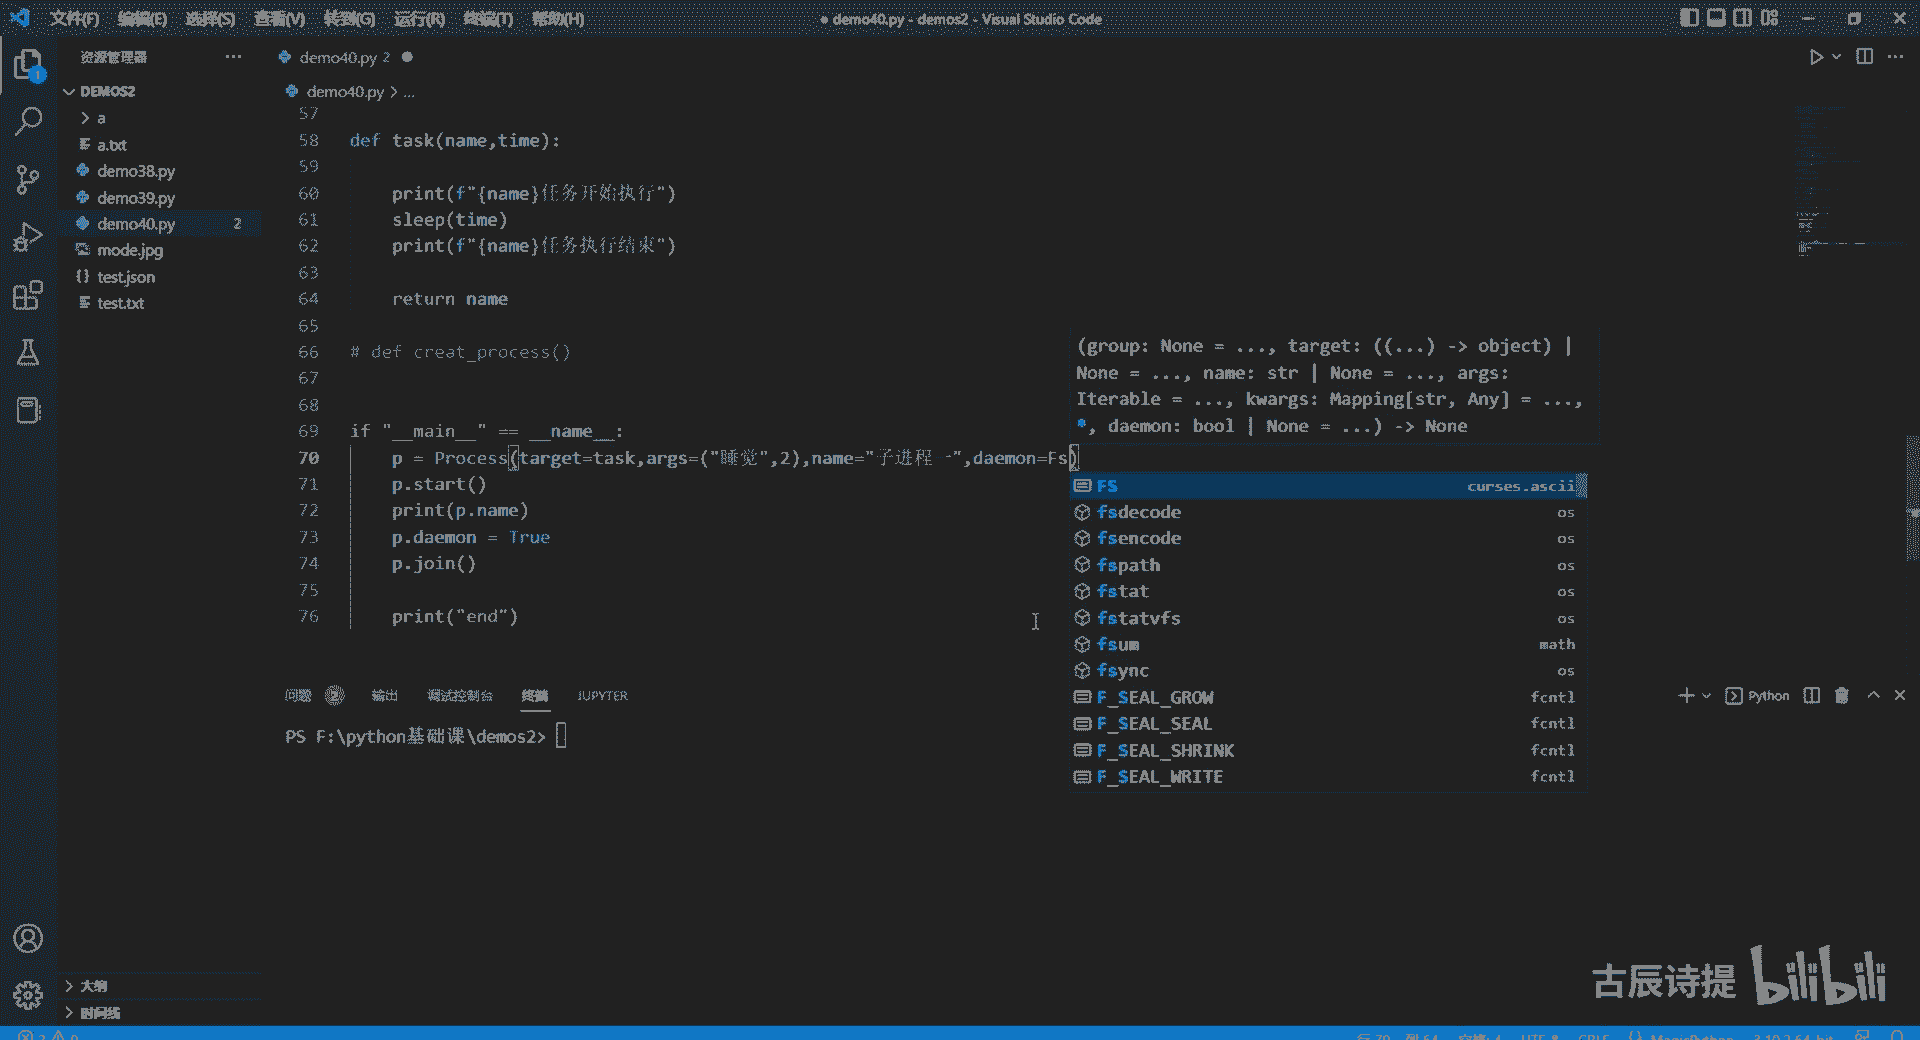 文件(F) 编辑(E) 选择(S) 查看(V) 转到(G) 运行(R) 终端(T) 帮助(H)
● demo40.py - demos2 - Visual Studio Code
资源管理器
demo40.py 2
DEMOS2
demo40.py > ...
a
a.txt
demo38.py
demo39.py
demo40.py 2
mode.jpg
test.json
test.txt
57
58 def task(name,time):
59
60 print(f"{name}任务开始执行")
61 sleep(time)
62 print(f"{name}任务执行结束")
63
64 return name
65
66 # def creat_process()
67
68
69 if "__main__" == __name__:
70 p = Process(target=task,args=("睡觉",2),name="子进程一",daemon=Fs)
71 p.start()
72 print(p.name)
73 p.daemon = True
74 p.join()
75
76 print("end")
(group: None = ..., target: ((...) -> object) |
None = ..., name: str | None = ..., args:
Iterable = ..., kwargs: Mapping[str, Any] = ...,
*, daemon: bool | None = ...) -> None
FS curses.ascii
fsdecode os
fsencode os
fspath os
fstat os
fstatvfs os
fsum math
fsync os
F_SEAL_GROW fcntl
F_SEAL_SEAL fcntl
F_SEAL_SHRINK fcntl
F_SEAL_WRITE fcntl
问题 2 输出 调试控制台 终端 JUPYTER
Python
PS F:\python基础课\demos2>
大纲
时间线
古辰诗提 bilibili